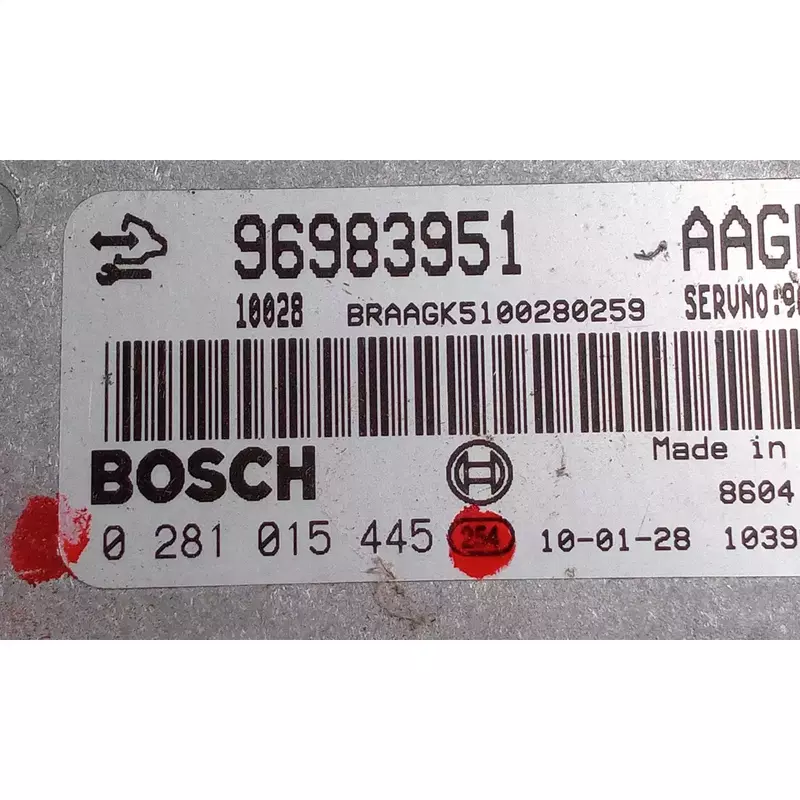 96983951 AAG
10028 BRAAGK5100280259 SERVNO:9
BOSCH Made in
8604
0 281 015 445 254 10-01-28 1039